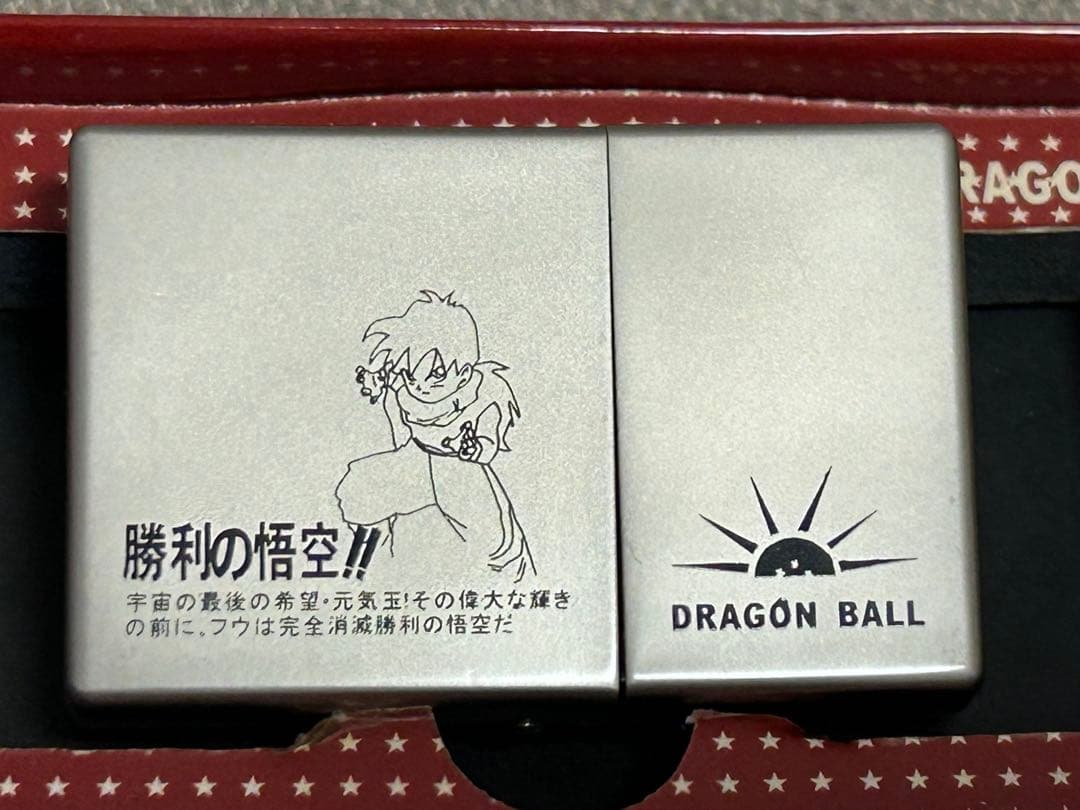 RAGO
勝利の悟空!!
宇宙の最後の希望・元気玉!その偉大な輝き
の前に。フウは完全消滅勝利の悟空だ
DRAGON BALL